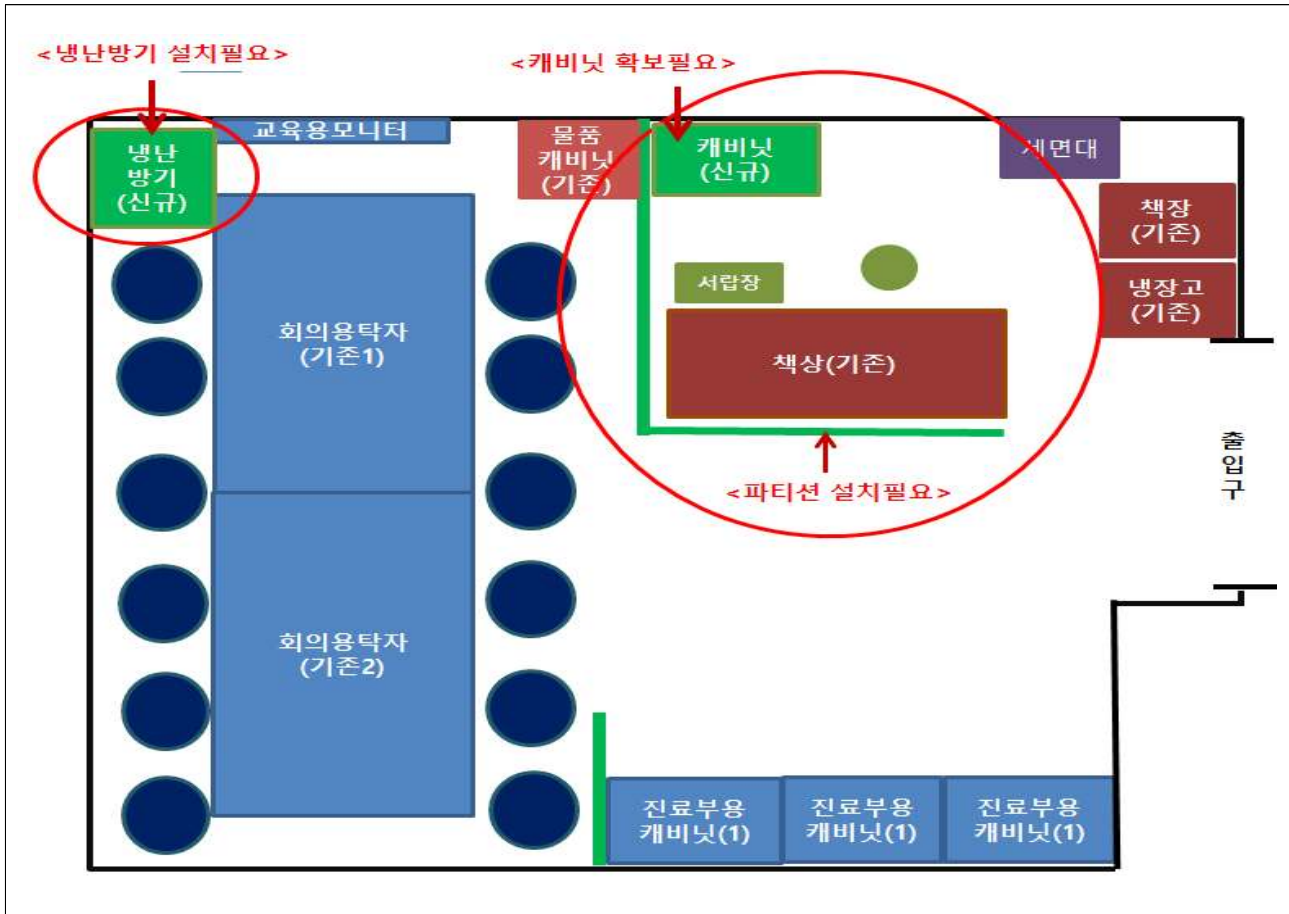 <냉난방기 설치필요>
<캐비닛 확보필요>
냉난
방기
(신규)
교육용모니터
물품
캐비닛
(기존)
캐비닛
(신규)
세면대
책장
(기존)
냉장고
(기존)
서랍장
회의용탁자
(기존1)
책상(기존)
출
입
구
<파티션 설치필요>
회의용탁자
(기존2)
진료부용
캐비닛(1)
진료부용
캐비닛(1)
진료부용
캐비닛(1)